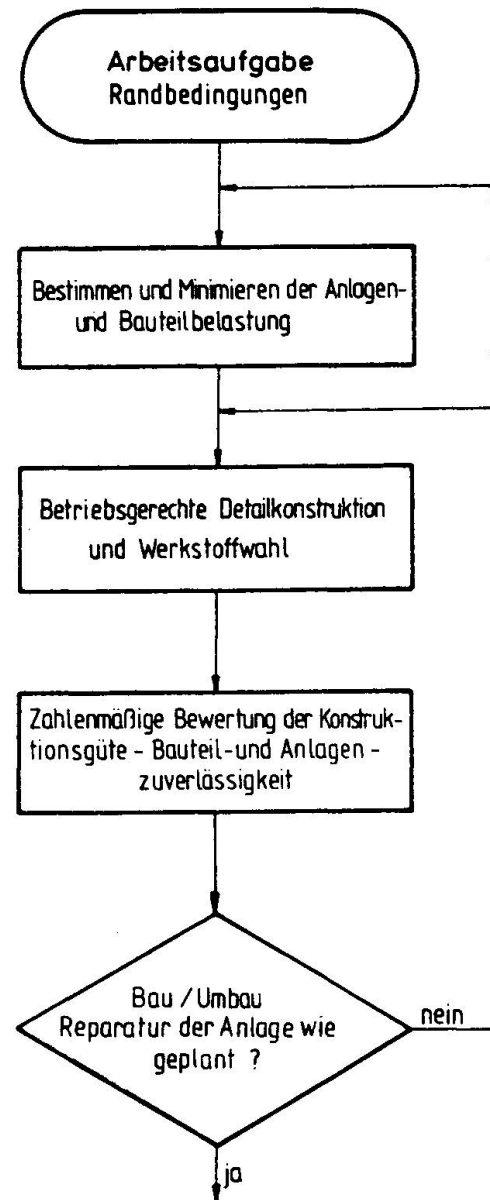 Arbeitsaufgabe
Randbedingungen
Bestimmen und Minimieren der Anlagen-
und Bauteilbelastung
Betriebsgerechte Detailkonstruktion
und Werkstoffwahl
Zahlenmäßige Bewertung der Konstruk-
tionsgüte - Bauteil-und Anlagen -
zuverlässigkeit
Bau / Umbau
Reparatur der Anlage wie
geplant ?
nein
ja